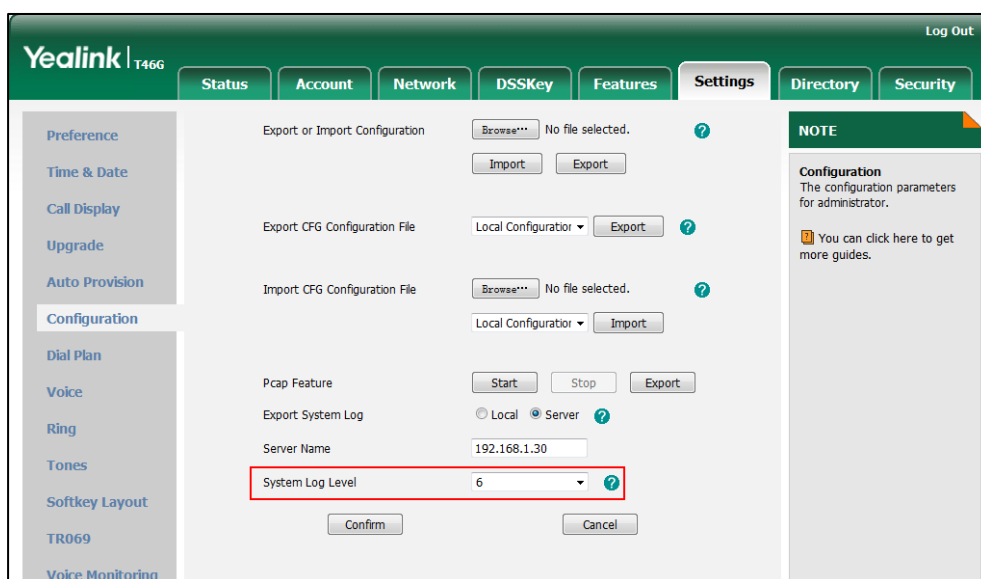 Log Out
Yealink | T46G
Status Account Network DSSKey Features Settings Directory Security
Preference
Time & Date
Call Display
Upgrade
Auto Provision
Configuration
Dial Plan
Voice
Ring
Tones
Softkey Layout
TR069
Voice Monitoring
Export or Import Configuration Browse... No file selected. ?
Import Export
Export CFG Configuration File Local Configuration Export ?
Import CFG Configuration File Browse... No file selected. ?
Local Configuration Import
Pcap Feature Start Stop Export
Export System Log Local Server ?
Server Name 192.168.1.30
System Log Level 6 ?
Confirm Cancel
NOTE
Configuration
The configuration parameters
for administrator.
? You can click here to get
more guides.